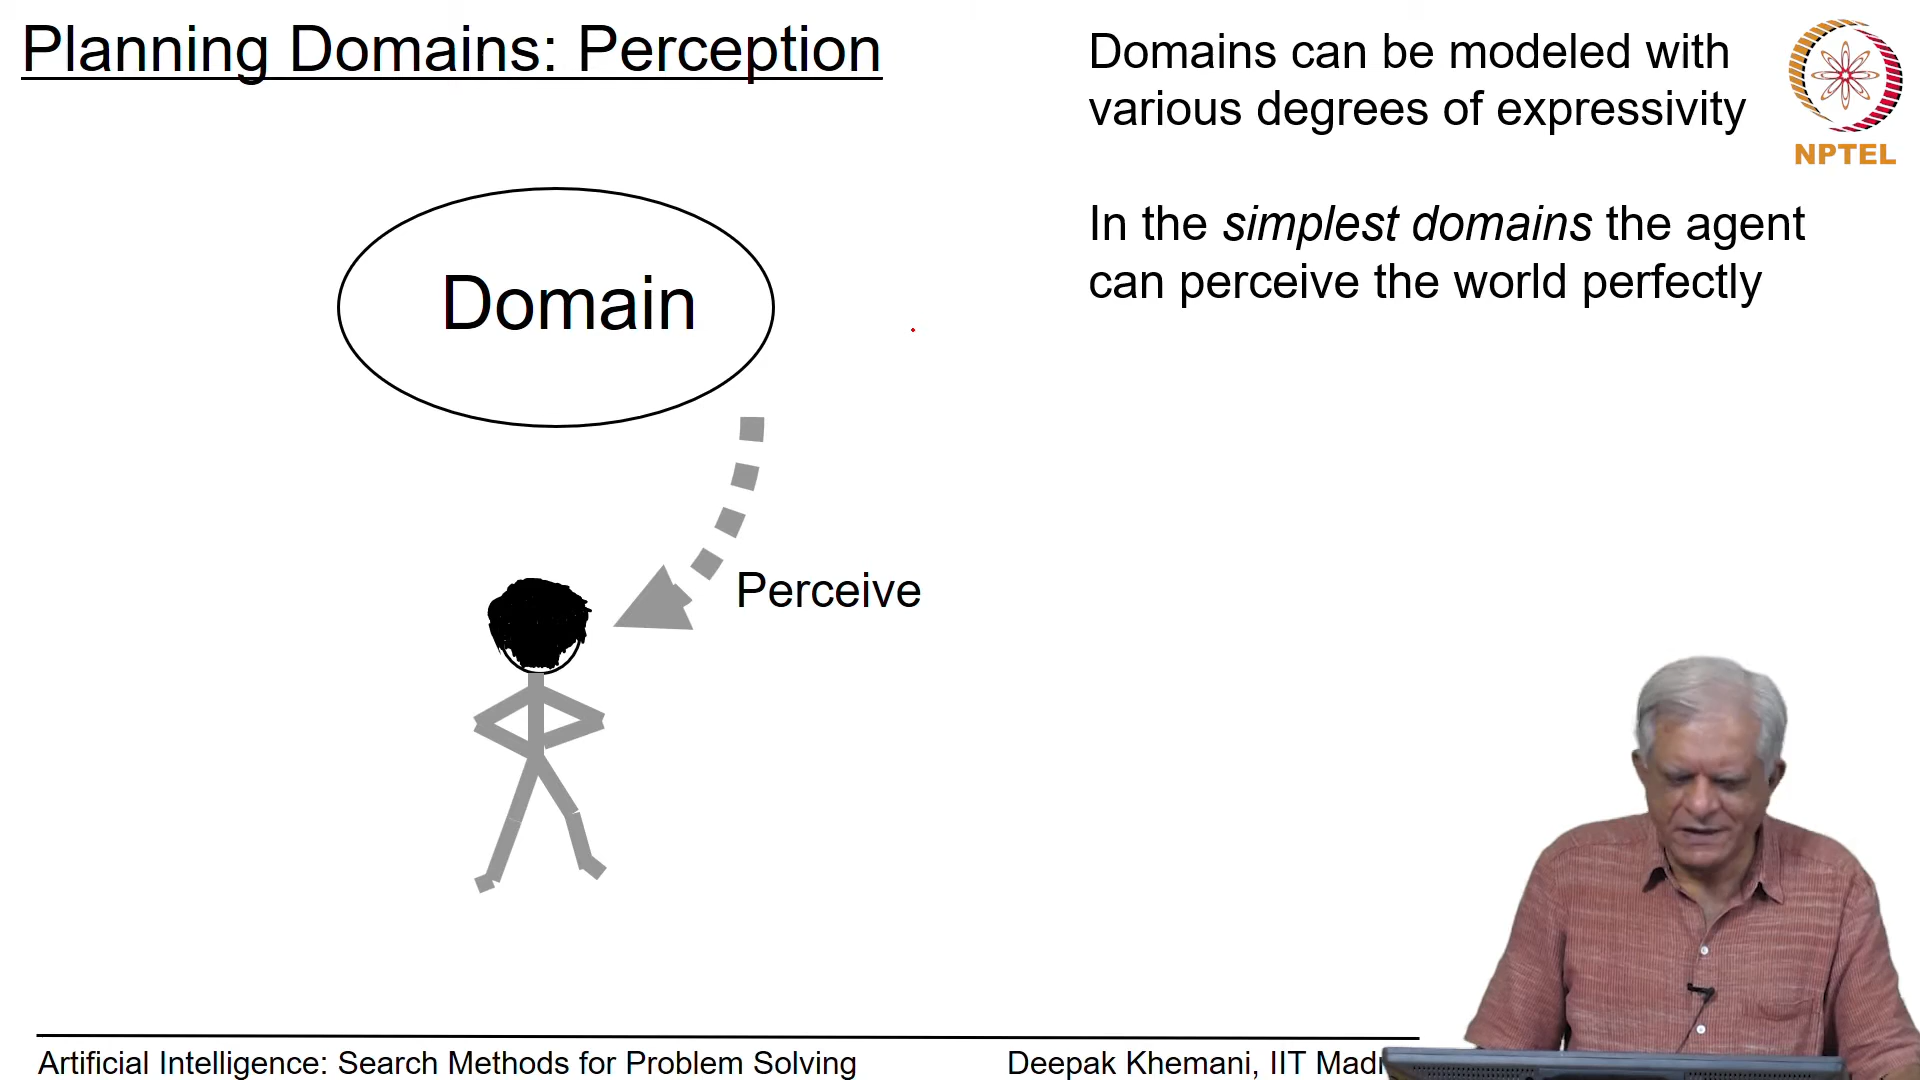 Planning Domains: Perception
Domains can be modeled with
various degrees of expressivity
NPTEL
In the simplest domains the agent
can perceive the world perfectly
Domain
Perceive
Artificial Intelligence: Search Methods for Problem Solving
Deepak Khemani, IIT